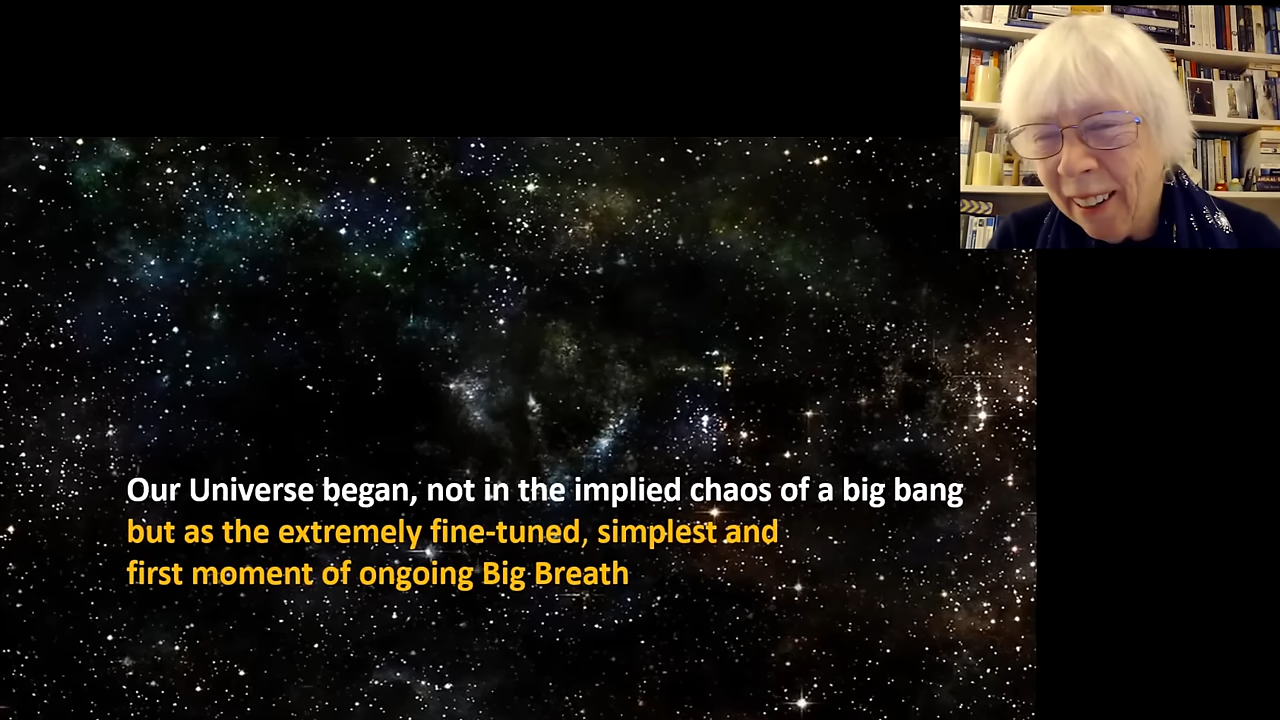 Our Universe began, not in the implied chaos of a big bang
but as the extremely fine-tuned, simplest and
first moment of ongoing Big Breath